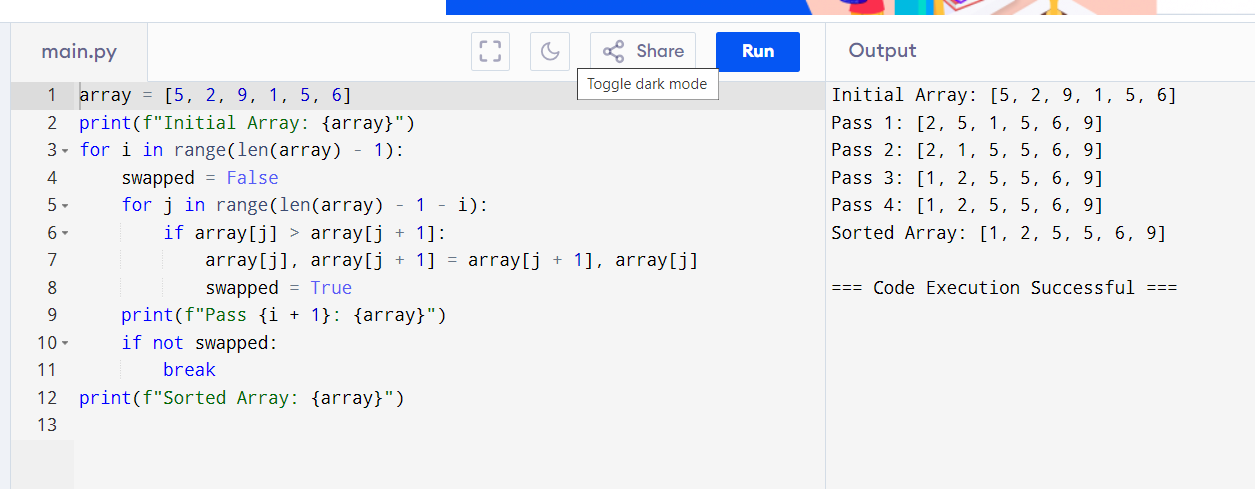 main.py
Share
Run
Output
Toggle dark mode
1 array = [5, 2, 9, 1, 5, 6]
2 print(f"Initial Array: {array}")
3 for i in range(len(array) - 1):
4     swapped = False
5     for j in range(len(array) - 1 - i):
6         if array[j] > array[j + 1]:
7             array[j], array[j + 1] = array[j + 1], array[j]
8             swapped = True
9     print(f"Pass {i + 1}: {array}")
10     if not swapped:
11         break
12 print(f"Sorted Array: {array}")
13
Initial Array: [5, 2, 9, 1, 5, 6]
Pass 1: [2, 5, 1, 5, 6, 9]
Pass 2: [2, 1, 5, 5, 6, 9]
Pass 3: [1, 2, 5, 5, 6, 9]
Pass 4: [1, 2, 5, 5, 6, 9]
Sorted Array: [1, 2, 5, 5, 6, 9]
=== Code Execution Successful ===